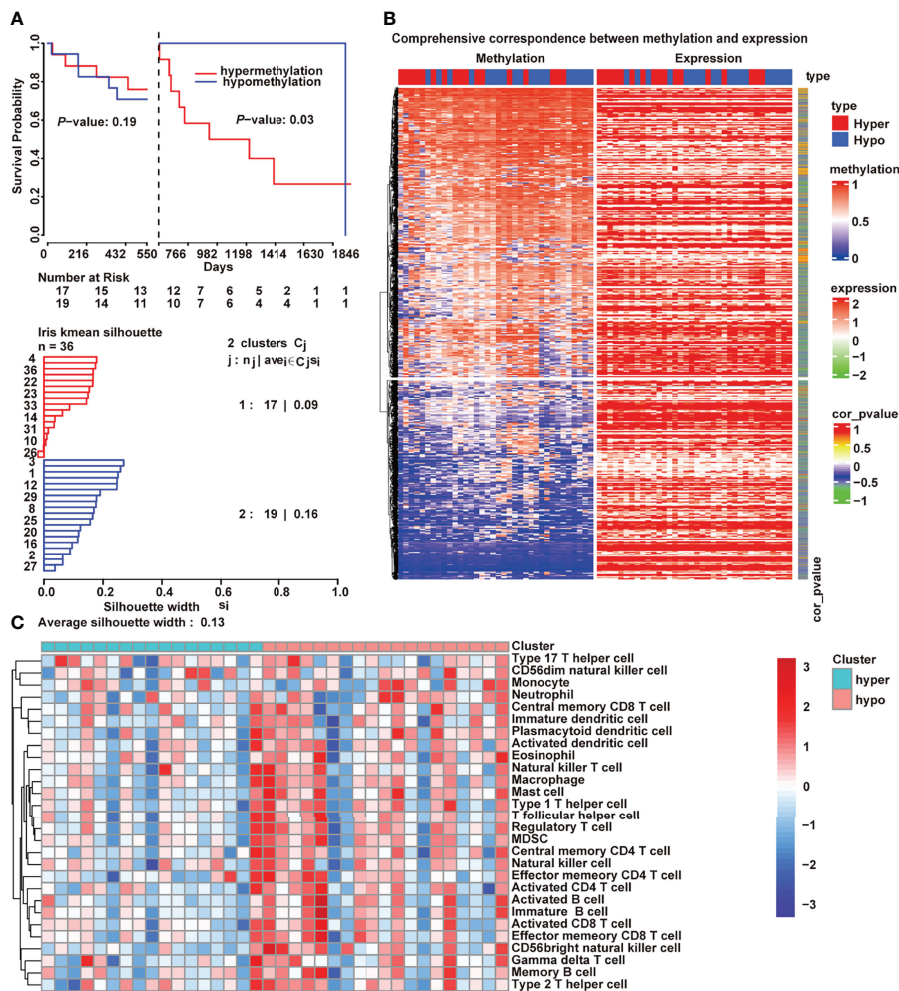 A
1.0
0.8
0.6
0.4
0.2
0.0
Survival Probability
hypermethylation
hypomethylation
P-value: 0.19
P-value: 0.03
0 216 432 550 766 982 1198 1414 1630 1846
Days
Number at Risk
17 15 13 12 7 6 5 2 1 1
19 14 11 10 7 6 4 4 1 1
Iris kmean silhouette
n = 36
2 clusters Cj
j : nj | avei∈Cj si
4
36
22
23
33
14
31
10
26
1 : 17 | 0.09
3
1
12
29
8
25
20
16
2
27
2 : 19 | 0.16
0.0 0.2 0.4 0.6 0.8 1.0
Silhouette width si
Average silhouette width : 0.13
B
Comprehensive correspondence between methylation and expression
Methylation Expression
type
cor_pvalue
type
Hyper
Hypo
methylation
1
0.5
0
expression
2
1
0
−1
−2
cor_pvalue
1
0.5
0
−0.5
−1
C
Cluster
Type 17 T helper cell
CD56dim natural killer cell
Monocyte
Neutrophil
Central memory CD8 T cell
Immature dendritic cell
Plasmacytoid dendritic cell
Activated dendritic cell
Eosinophil
Natural killer T cell
Macrophage
Mast cell
Type 1 T helper cell
T follicular helper cell
Regulatory T cell
MDSC
Central memory CD4 T cell
Natural killer cell
Effector memeory CD4 T cell
Activated CD4 T cell
Activated B cell
Immature B cell
Activated CD8 T cell
Effector memeory CD8 T cell
CD56bright natural killer cell
Gamma delta T cell
Memory B cell
Type 2 T helper cell
3
2
1
0
−1
−2
−3
Cluster
hyper
hypo